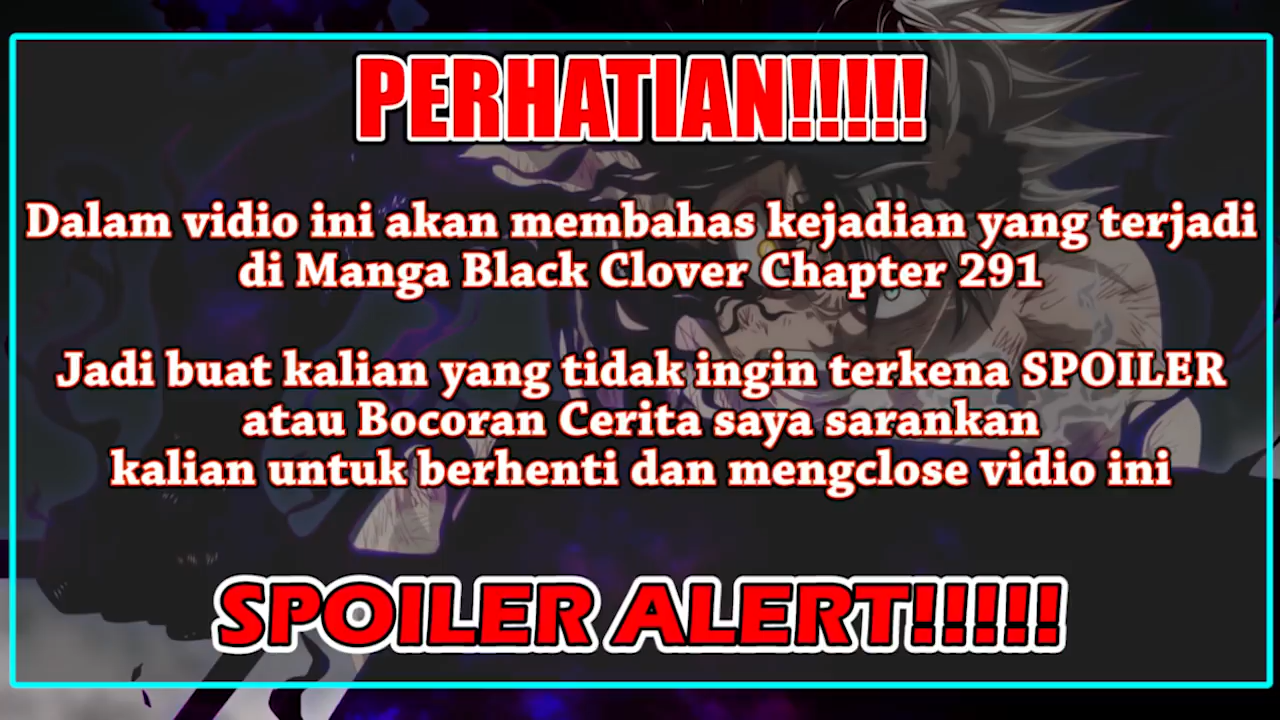 PERHATIAN!!!!!
Dalam vidio ini akan membahas kejadian yang terjadi
di Manga Black Clover Chapter 291
Jadi buat kalian yang tidak ingin terkena SPOILER
atau Bocoran Cerita saya sarankan
kalian untuk berhenti dan mengclose vidio ini
SPOILER ALERT!!!!!